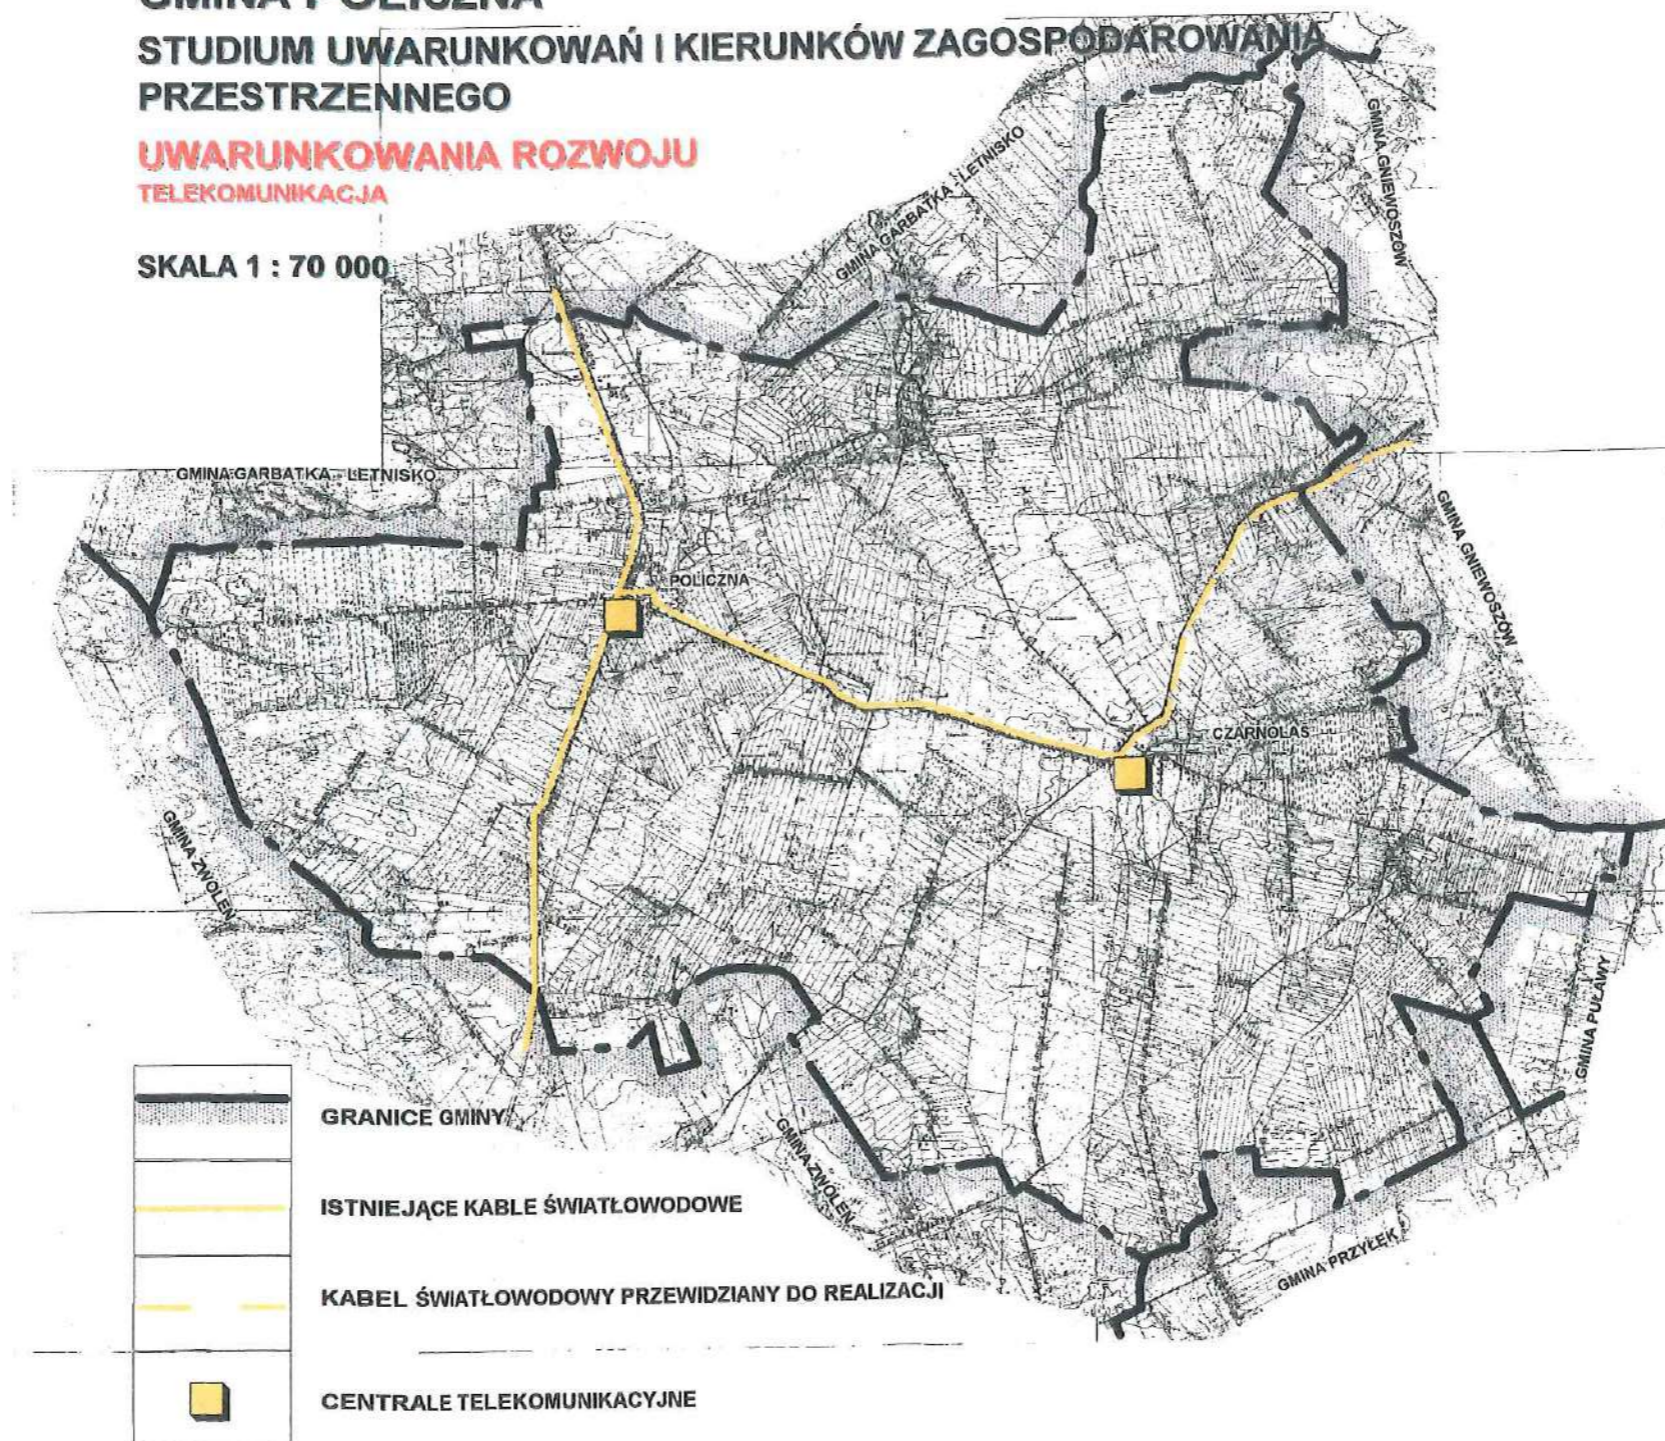 GMINA POLICZNA
STUDIUM UWARUNKOWAŃ I KIERUNKÓW ZAGOSPODAROWANIA
PRZESTRZENNEGO
UWARUNKOWANIA ROZWOJU
TELEKOMUNIKACJA
SKALA 1 : 70 000
GMINA GNIEWOSZÓW
GMINA GARBATKA - LETNISKO
GMINA GARBATKA - LETNISKO
GMINA GNIEWOSZÓW
POLICZNA
CZARNOLAS
GMINA ZWOLEŃ
GMINA PUŁAWY
GMINA ZWOLEŃ
GMINA PRZYŁĘK
GRANICE GMINY
ISTNIEJĄCE KABLE ŚWIATŁOWODOWE
KABEL ŚWIATŁOWODOWY PRZEWIDZIANY DO REALIZACJI
CENTRALE TELEKOMUNIKACYJNE